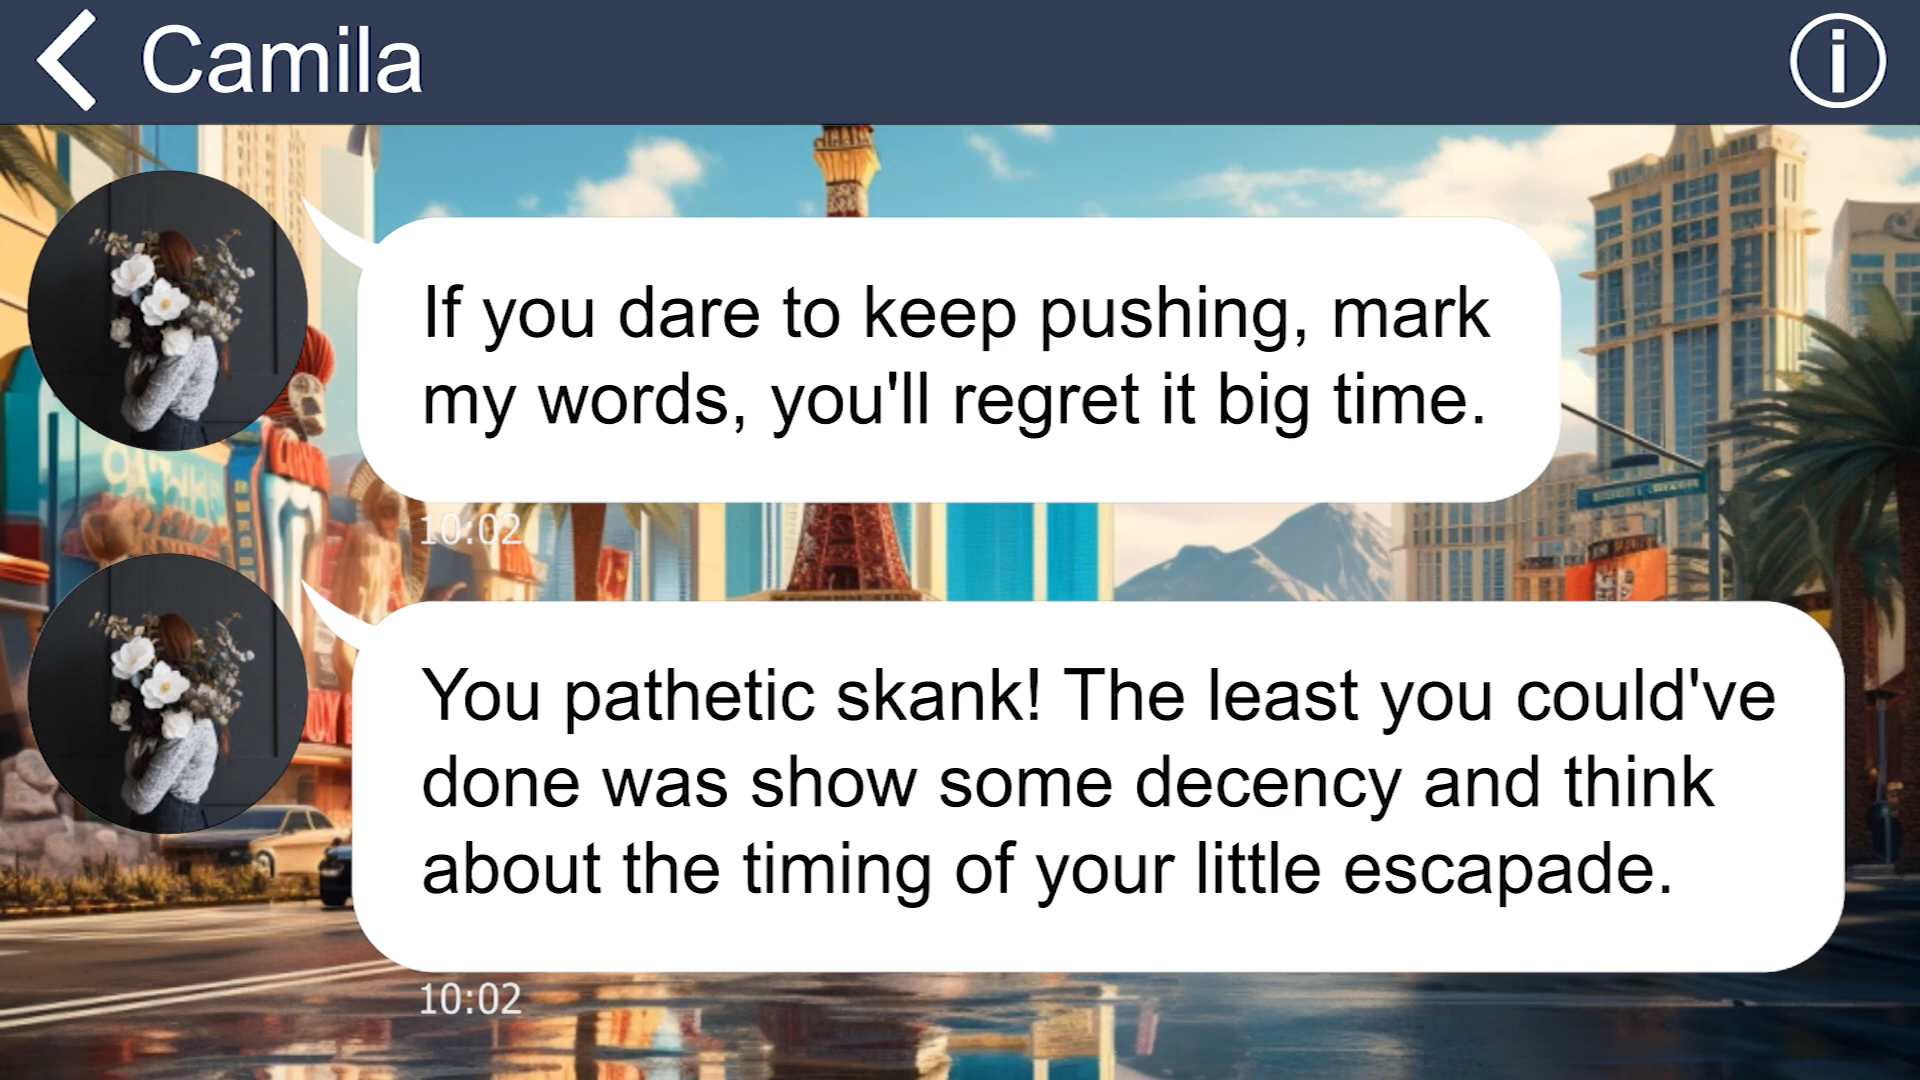 Camila
If you dare to keep pushing, mark
my words, you'll regret it big time.
10:02
You pathetic skank! The least you could've
done was show some decency and think
about the timing of your little escapade.
10:02